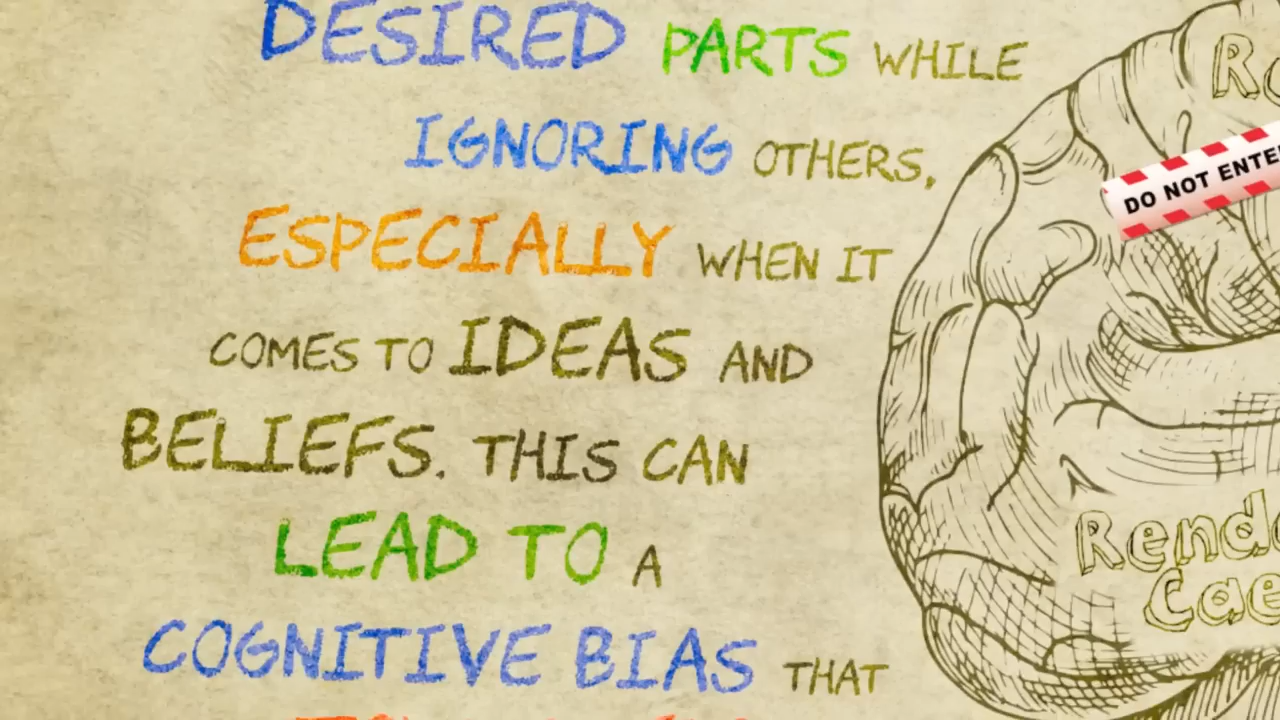 DESIRED PARTS WHILE
IGNORING OTHERS,
ESPECIALLY WHEN IT
COMES TO IDEAS AND
BELIEFS. THIS CAN
LEAD TO A
COGNITIVE BIAS THAT
DO NOT ENTER